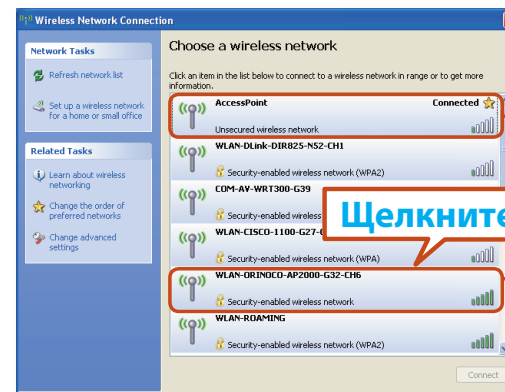 Wireless Network Connection
Network Tasks
Refresh network list
Set up a wireless network
for a home or small office
Related Tasks
Learn about wireless
networking
Change the order of
preferred networks
Change advanced
settings
Choose a wireless network
Click an item in the list below to connect to a wireless network in range or to get more
information.
AccessPoint
Connected
Unsecured wireless network
WLAN-DLink-DIR825-N52-CH1
Security-enabled wireless network (WPA2)
COM-AV-WRT300-G39
Security-enabled wireless
WLAN-CISCO-1100-G27-
Щелкните
Security-enabled wireless network (WPA)
WLAN-ORINOCO-AP2000-G32-CH6
Security-enabled wireless network
WLAN-ROAMING
Security-enabled wireless network (WPA2)
Connect